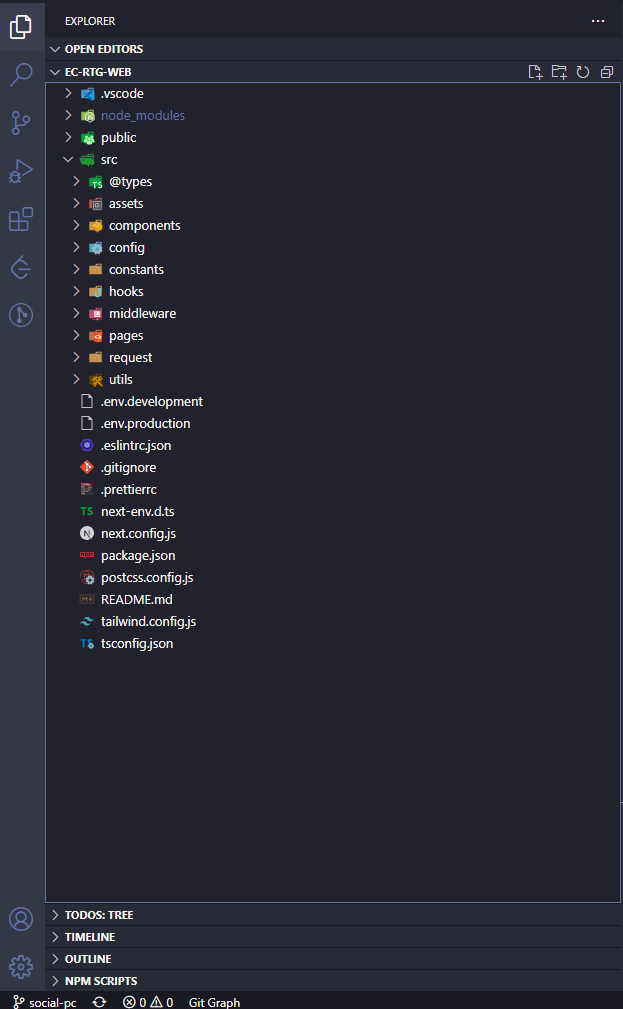 EXPLORER
OPEN EDITORS
EC-RTG-WEB
.vscode
node_modules
public
src
TS @types
assets
components
config
constants
hooks
middleware
pages
request
utils
.env.development
.env.production
.eslintrc.json
.gitignore
.prettierrc
TS next-env.d.ts
N next.config.js
package.json
postcss.config.js
M README.md
tailwind.config.js
TS tsconfig.json
TODOS: TREE
TIMELINE
OUTLINE
NPM SCRIPTS
social-pc 0 0 Git Graph